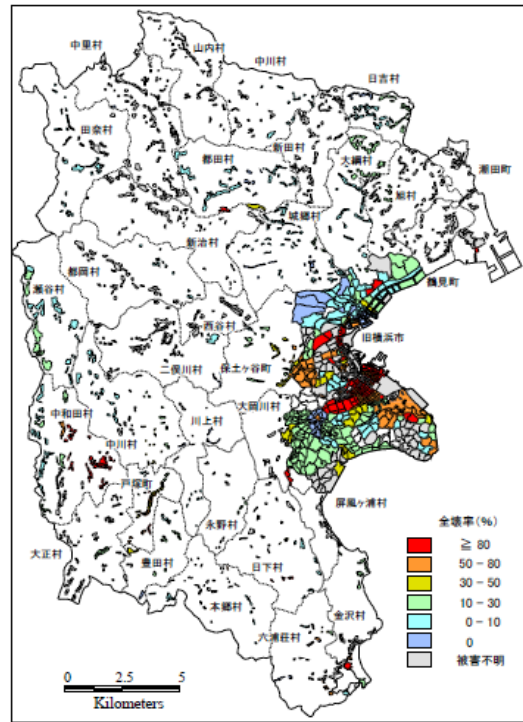 山内村
中川村
中里村
日吉村
田奈村
都田村
新田村
大綱村
旭村
潮田町
城郷村
新治村
都岡村
瀬谷村
鶴見町
西谷村
旧横浜市
二俣川村
保土ヶ谷町
大岡川村
中和田村
中川村
川上村
戸塚町
屏風ヶ浦村
永野村
大正村
豊田村
日下村
本郷村
金沢村
六浦荘村
全壊率(%)
≧ 80
50 - 80
30 - 50
10 - 30
0 - 10
0
被害不明
0 2.5 5
Kilometers